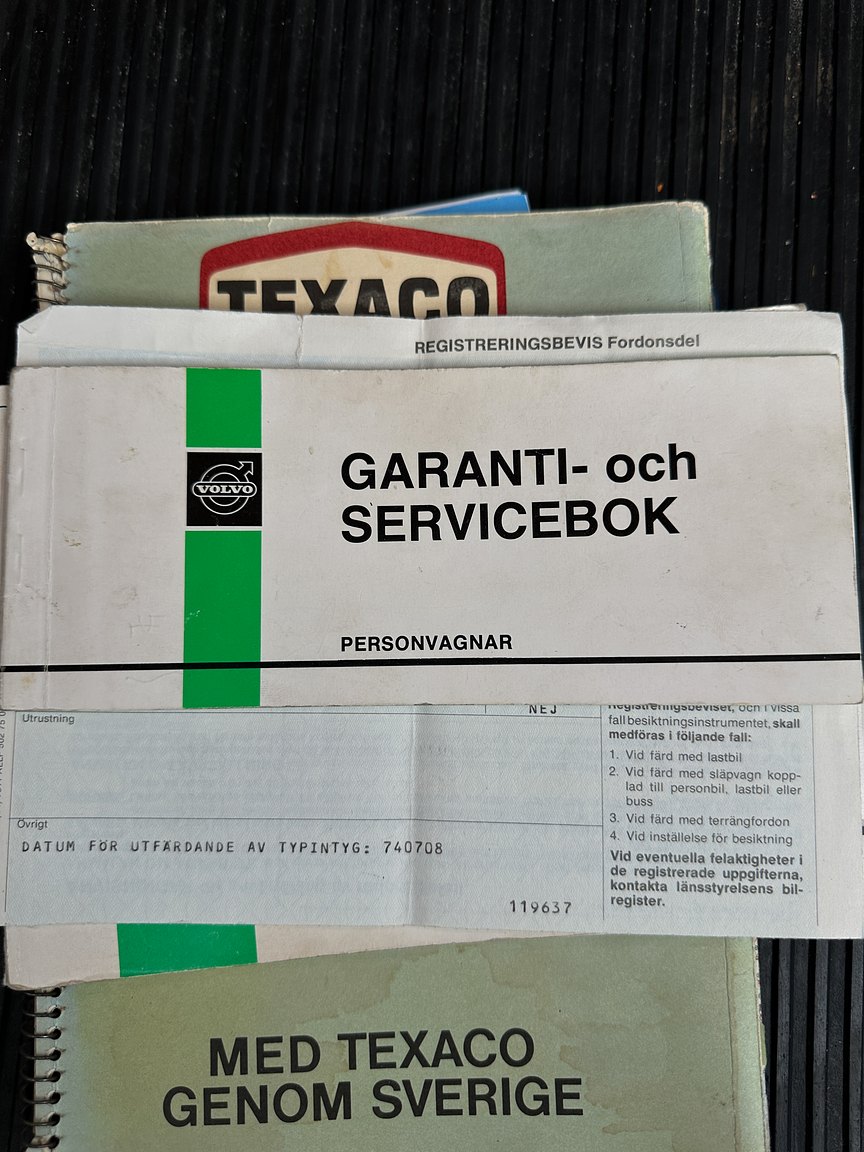 TEXACO
REGISTRERINGSBEVIS Fordonsdel
VOLVO
GARANTI- och
SERVICEBOK
PERSONVAGNAR
NEJ
Utrustning
Registreringsbeviset, och i vissa
fall besiktningsinstrumentet, skall
medföras i följande fall:
1. Vid färd med lastbil
2. Vid färd med släpvagn kopp-
lad till personbil, lastbil eller
buss
3. Vid färd med terrängfordon
4. Vid inställelse för besiktning
Vid eventuella felaktigheter i
de registrerade uppgifterna,
kontakta länsstyrelsens bil-
register.
Övrigt
DATUM FÖR UTFÄRDANDE AV TYPINTYG: 740708
119637
MED TEXACO
GENOM SVERIGE